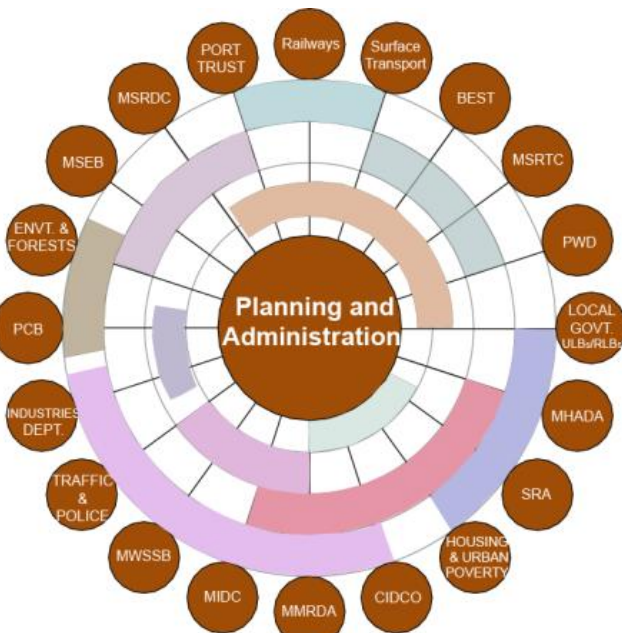 Railways
Surface
Transport
BEST
MSRTC
PWD
LOCAL
GOVT.
ULBs/RLBs
MHADA
SRA
HOUSING
& URBAN
POVERTY
CIDCO
MMRDA
MIDC
MWSSB
TRAFFIC
&
POLICE
INDUSTRIES
DEPT.
PCB
ENVT. &
FORESTS
MSEB
MSRDC
PORT
TRUST
Planning and
Administration